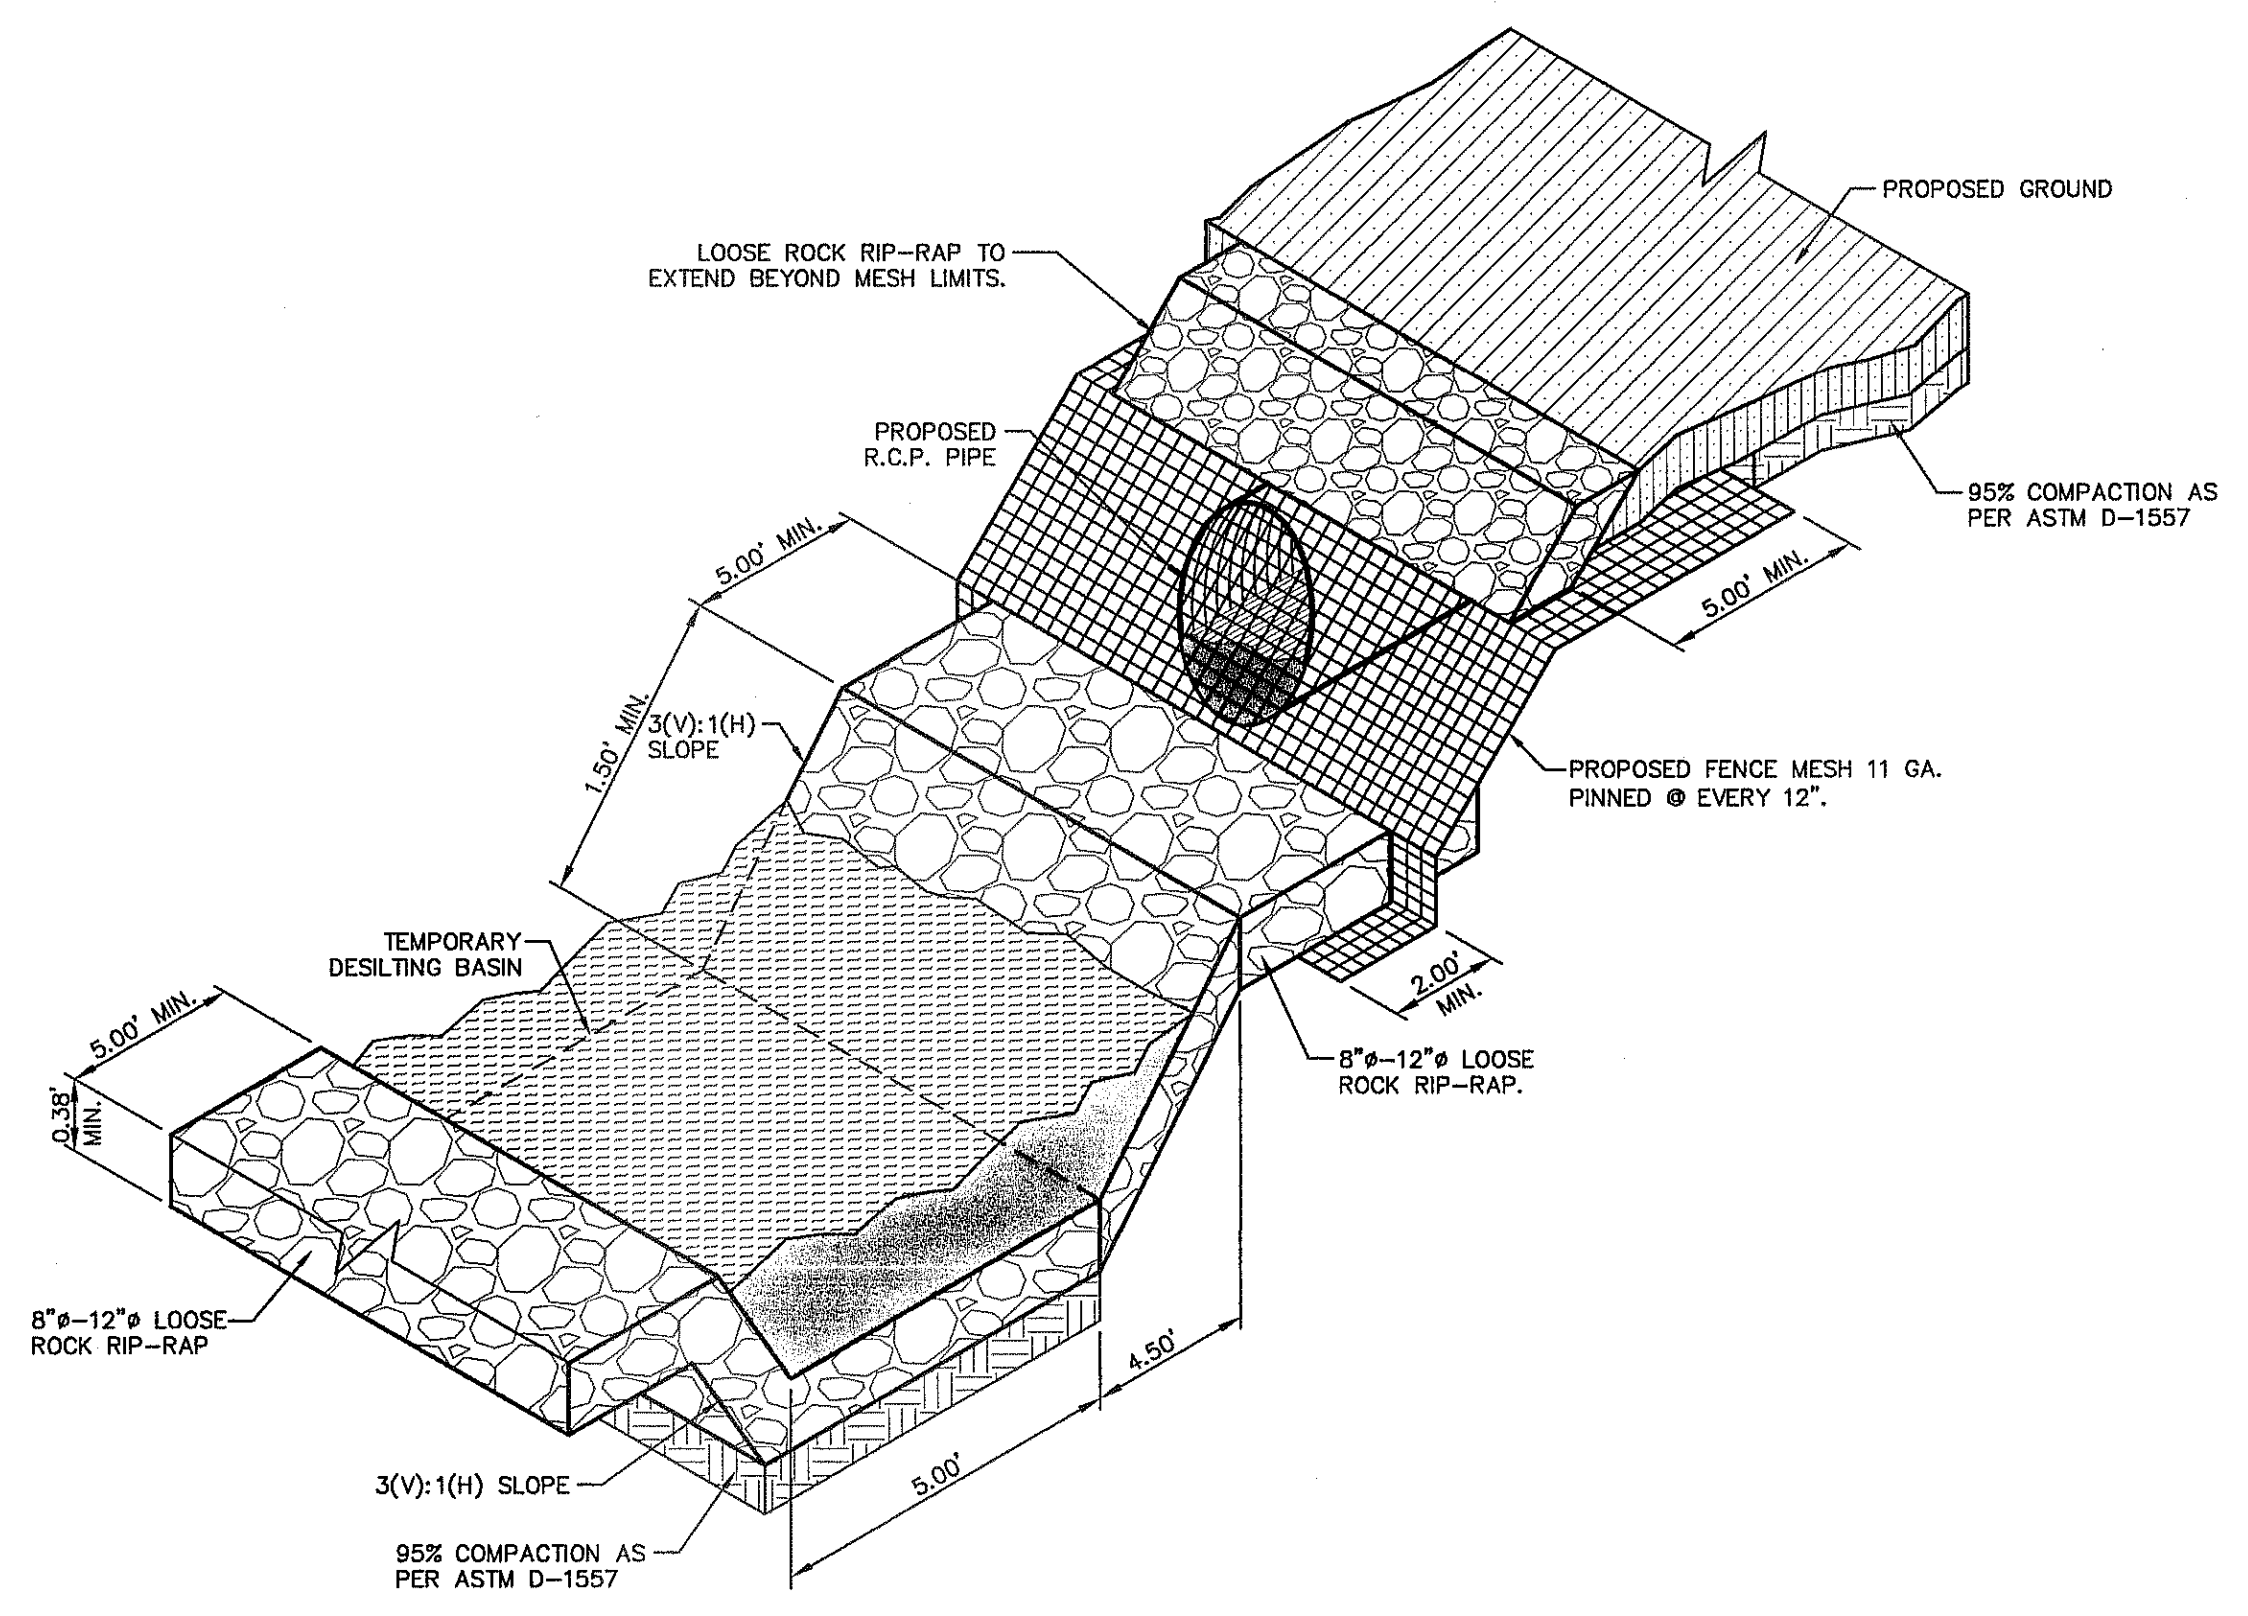 PROPOSED GROUND
LOOSE ROCK RIP-RAP TO
EXTEND BEYOND MESH LIMITS.
PROPOSED
R.C.P. PIPE
95% COMPACTION AS
PER ASTM D-1557
5.00' MIN.
5.00' MIN.
1.50' MIN.
3(V):1(H)
SLOPE
PROPOSED FENCE MESH 11 GA.
PINNED @ EVERY 12".
TEMPORARY
DESILTING BASIN
2.00'
MIN.
5.00' MIN.
0.38'
MIN.
8"ø-12"ø LOOSE
ROCK RIP-RAP.
8"ø-12"ø LOOSE
ROCK RIP-RAP
4.50'
5.00'
3(V):1(H) SLOPE
95% COMPACTION AS
PER ASTM D-1557